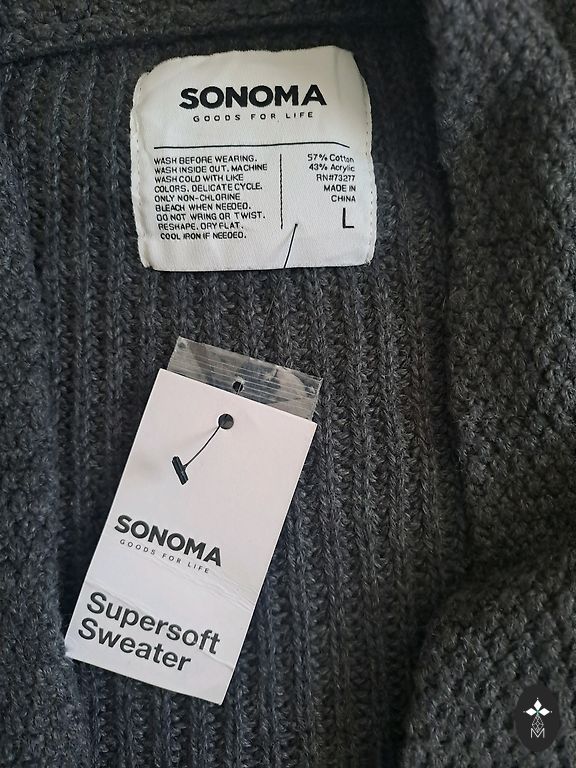 SONOMA
GOODS FOR LIFE
WASH BEFORE WEARING.
WASH INSIDE OUT. MACHINE
WASH COLD WITH LIKE
COLORS. DELICATE CYCLE.
ONLY NON-CHLORINE
BLEACH WHEN NEEDED.
DO NOT WRING OR TWIST.
RESHAPE. DRY FLAT.
COOL IRON IF NEEDED.
57% Cotton
43% Acrylic
RN#73277
MADE IN
CHINA
L
SONOMA
GOODS FOR LIFE
Supersoft
Sweater
M